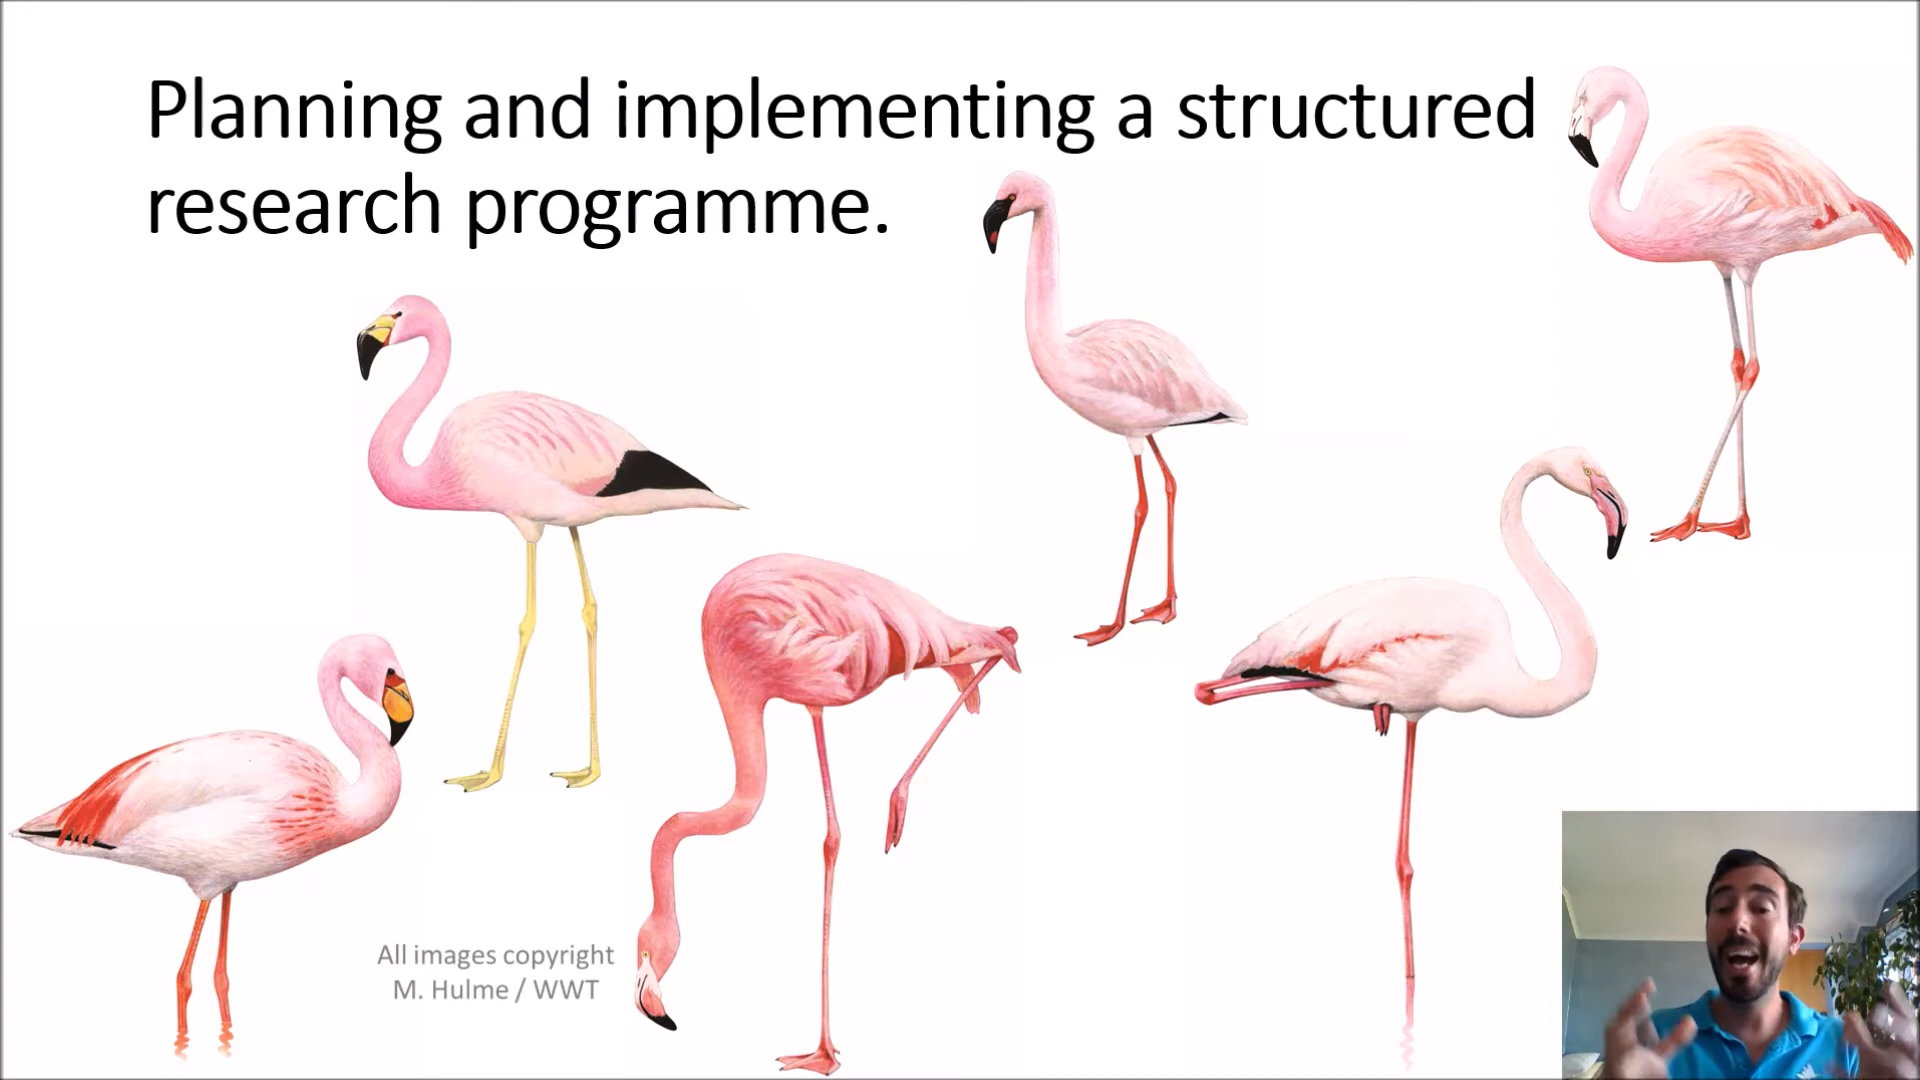 Planning and implementing a structured
research programme.
All images copyright
M. Hulme / WWT